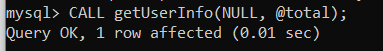 mysql> CALL getUserInfo(NULL, @total);
Query OK, 1 row affected (0.01 sec)